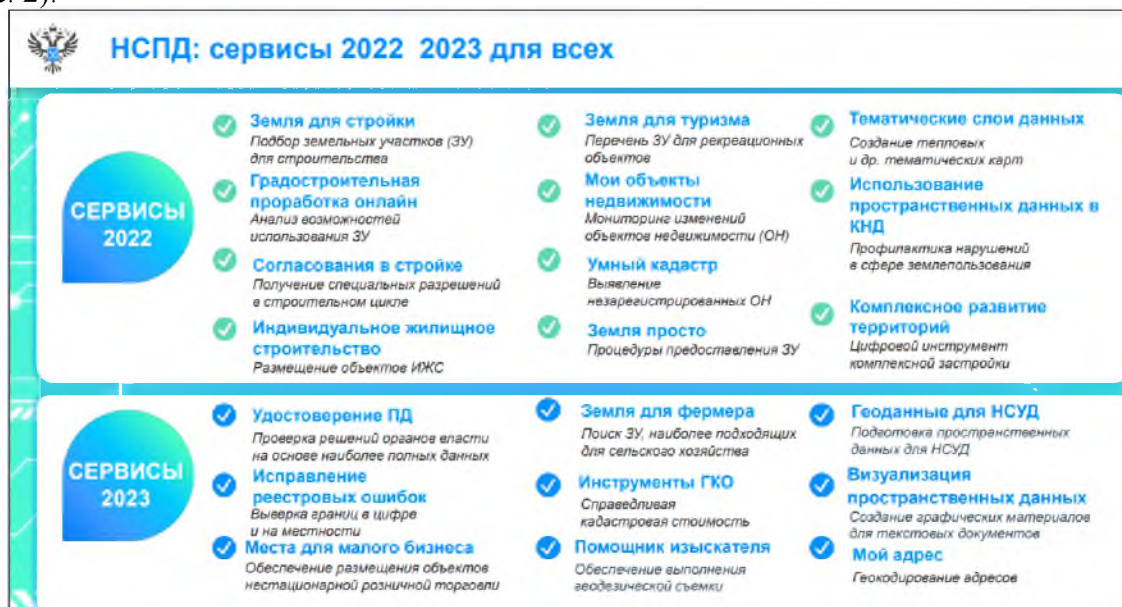 НСПД: сервисы 2022 2023 для всех
СЕРВИСЫ
2022
Земля для стройки
Подбор земельных участков (ЗУ)
для строительства
Градостроительная
проработка онлайн
Анализ возможностей
использования ЗУ
Согласования в стройке
Получение специальных разрешений
в строительном цикле
Индивидуальное жилищное
строительство
Размещение объектов ИЖС
Земля для туризма
Перечень ЗУ для рекреационных
объектов
Мои объекты
недвижимости
Мониторинг изменений
объектов недвижимости (ОН)
Умный кадастр
Выявление
незарегистрированных ОН
Земля просто
Процедуры предоставления ЗУ
Тематические слои данных
Создание тепловых
и др. тематических карт
Использование
пространственных данных в
КНД
Профилактика нарушений
в сфере землепользования
Комплексное развитие
территорий
Цифровой инструмент
комплексной застройки
СЕРВИСЫ
2023
Удостоверение ПД
Проверка решений органов власти
на основе наиболее полных данных
Исправление
реестровых ошибок
Выверка границ в цифре
и на местности
Места для малого бизнеса
Обеспечение размещения объектов
нестационарной розничной торговли
Земля для фермера
Поиск ЗУ, наиболее подходящих
для сельского хозяйства
Инструменты ГКО
Справедливая
кадастровая стоимость
Помощник изыскателя
Обеспечение выполнения
геодезической съемки
Геоданные для НСУД
Подготовка пространственных
данных для НСУД
Визуализация
пространственных данных
Создание графических материалов
для текстовых документов
Мой адрес
Геокодирование адресов